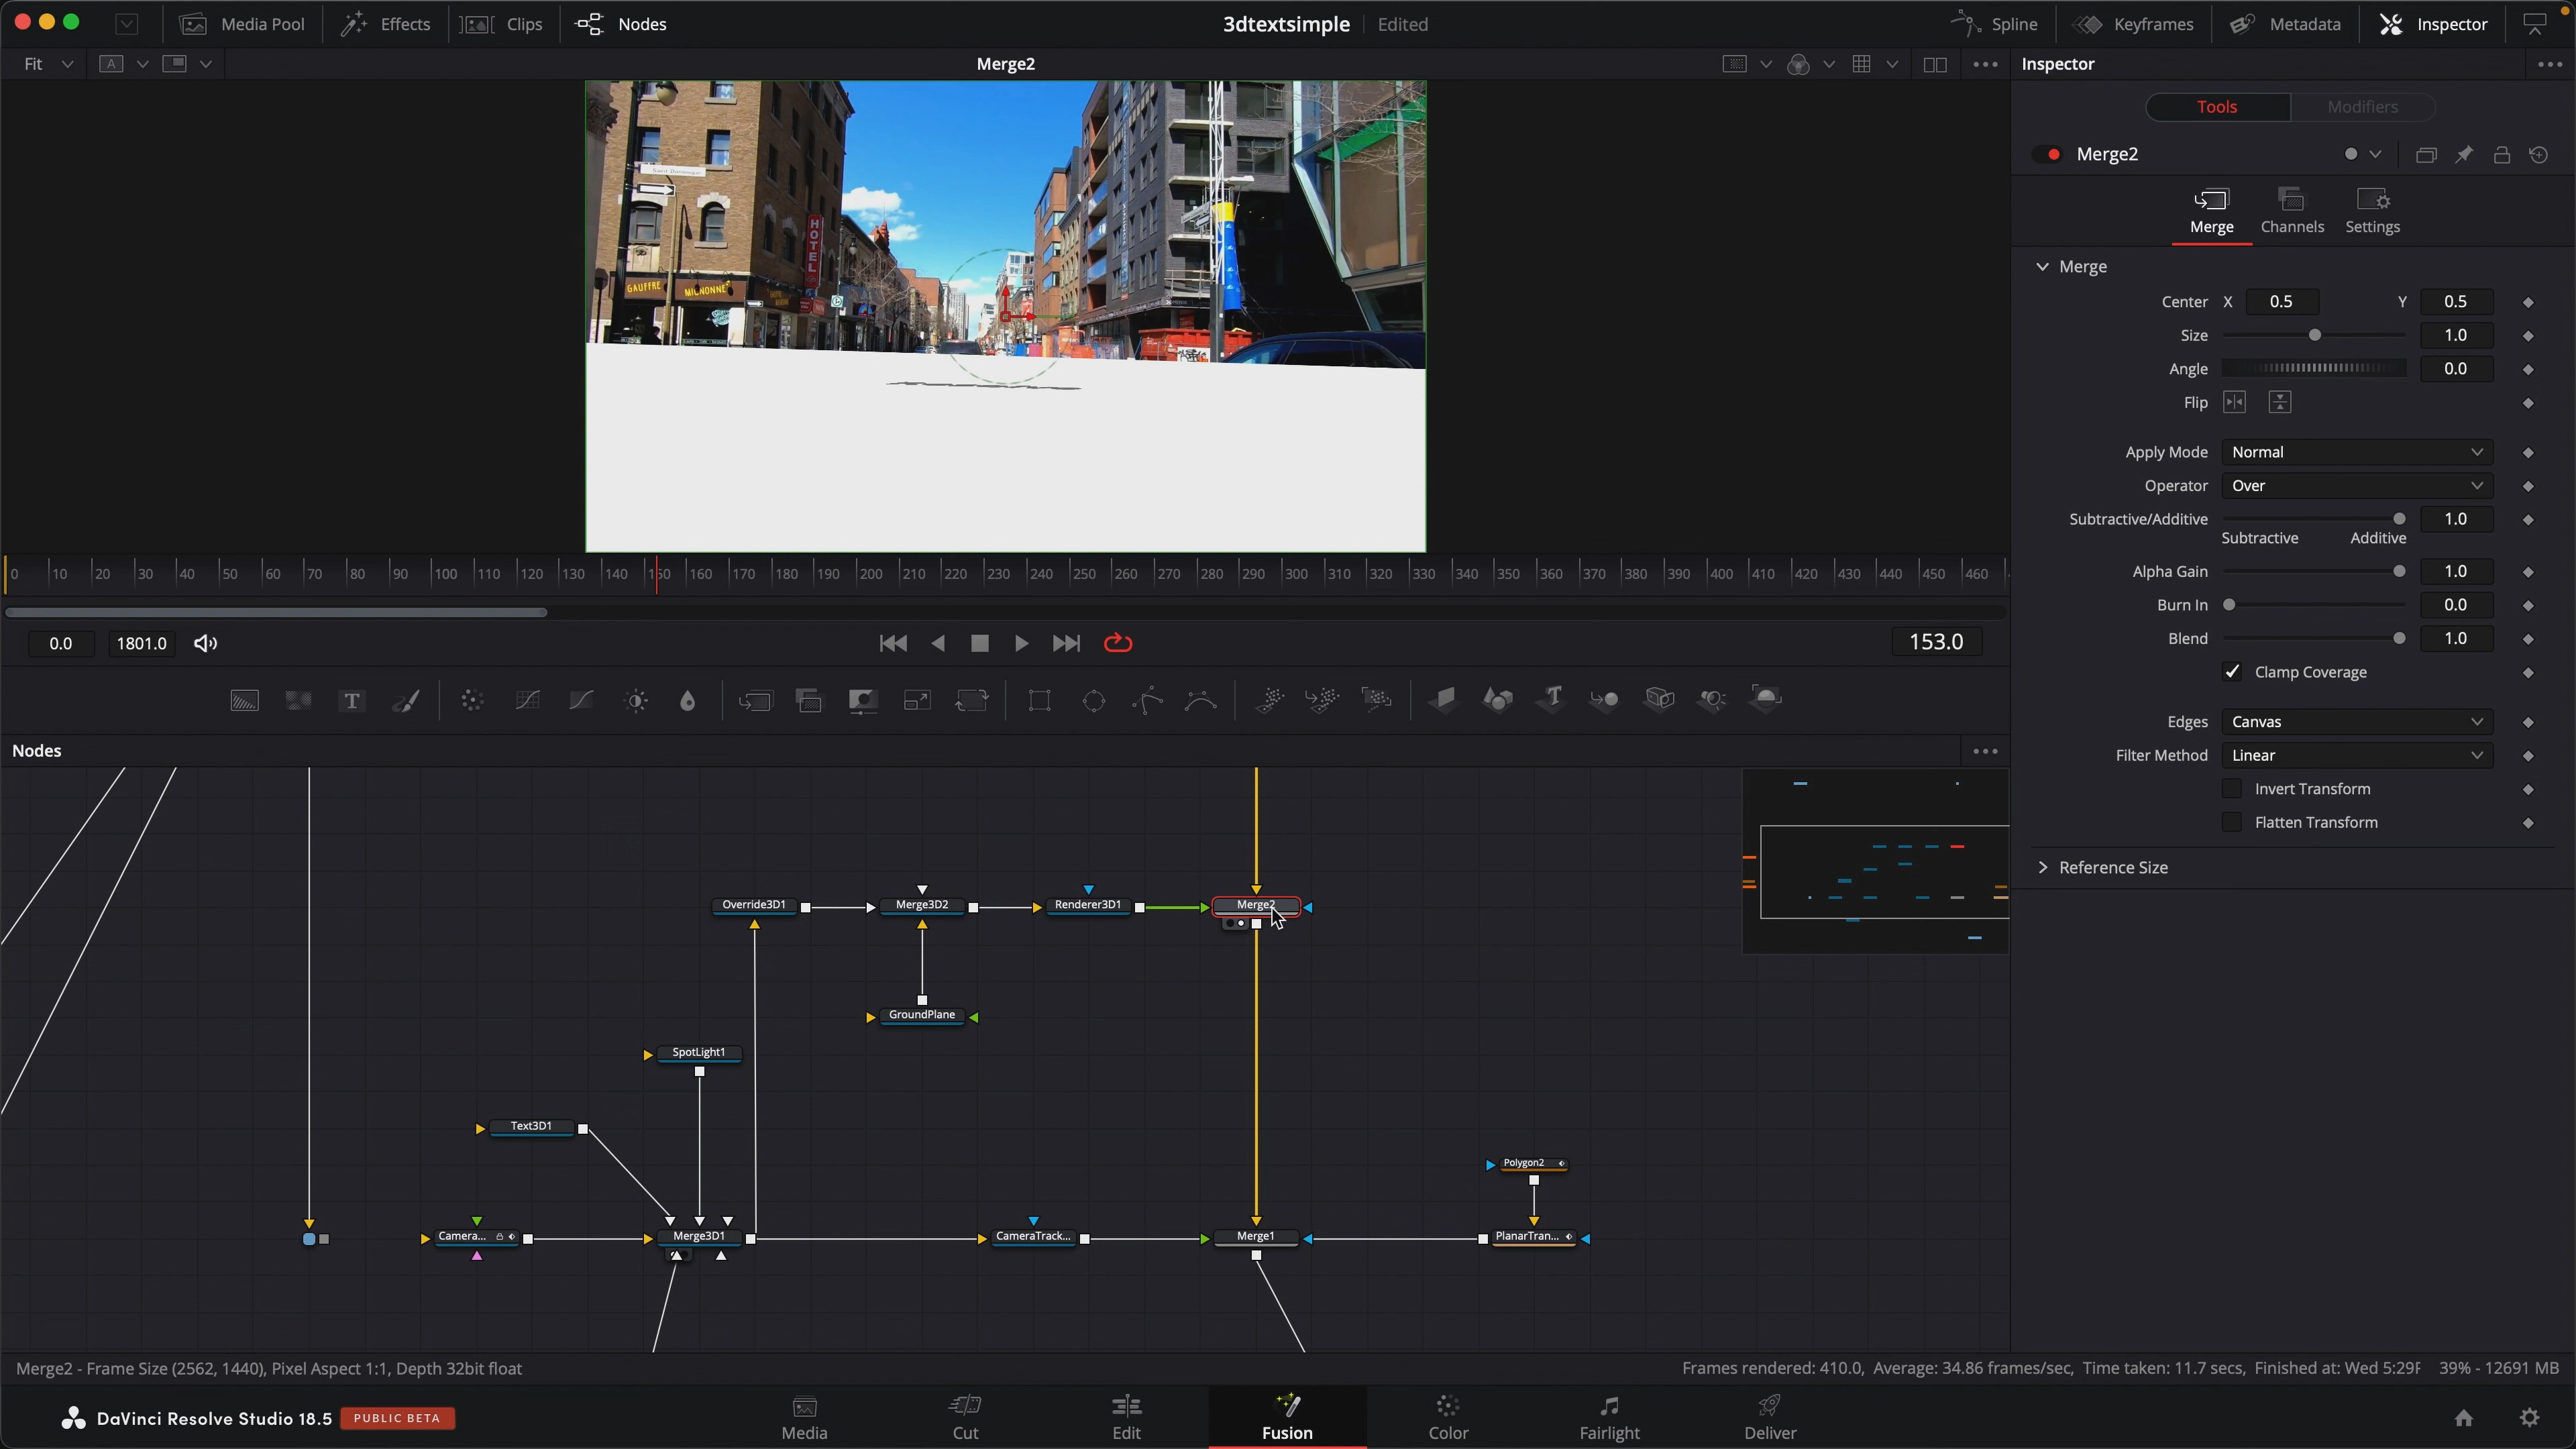 Media Pool Effects Clips Nodes 3dtextsimple Edited Spline Keyframes Metadata Inspector
Fit A Merge2 Inspector
Tools Modifiers
Merge2
Merge Channels Settings
Merge
Center X 0.5 Y 0.5
Size 1.0
Angle 0.0
Flip
Apply Mode Normal
Operator Over
Subtractive/Additive 1.0
Subtractive Additive
Alpha Gain 1.0
Burn In 0.0
Blend 1.0
Clamp Coverage
Edges Canvas
Filter Method Linear
Invert Transform
Flatten Transform
Reference Size
HOTEL
GAUFFRE MIGNONNE
0 10 20 30 40 50 60 70 80 90 100 110 120 130 140 150 160 170 180 190 200 210 220 230 240 250 260 270 280 290 300 310 320 330 340 350 360 370 380 390 400 410 420 430 440 450 460
0.0 1801.0 153.0
T T
Nodes
Override3D1 Merge3D2 Renderer3D1 Merge2
GroundPlane
SpotLight1
Text3D1
Polygon2
Camera... Merge3D1 CameraTrack... Merge1 PlanarTran...
Merge2 - Frame Size (2562, 1440), Pixel Aspect 1:1, Depth 32bit float
Frames rendered: 410.0, Average: 34.86 frames/sec, Time taken: 11.7 secs, Finished at: Wed 5:29F 39% - 12691 MB
DaVinci Resolve Studio 18.5 PUBLIC BETA
Media Cut Edit Fusion Color Fairlight Deliver